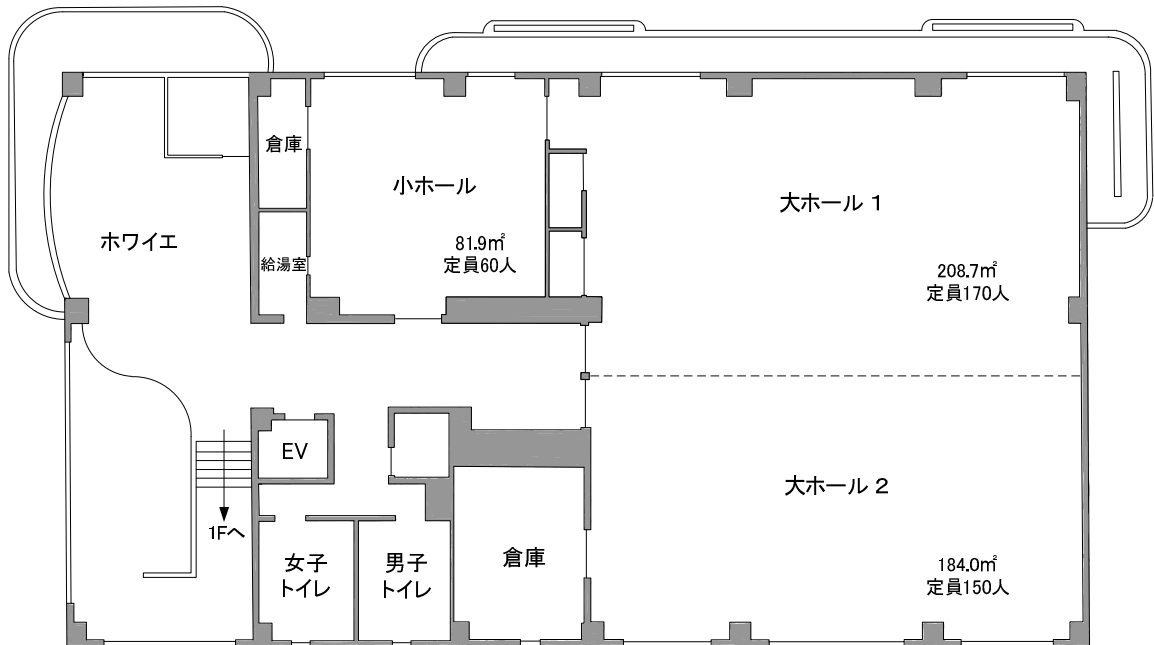 倉庫
小ホール
大ホール 1
ホワイエ
81.9㎡
定員60人
給湯室
208.7㎡
定員170人
EV
大ホール 2
1Fへ
女子
トイレ
男子
トイレ
倉庫
184.0㎡
定員150人